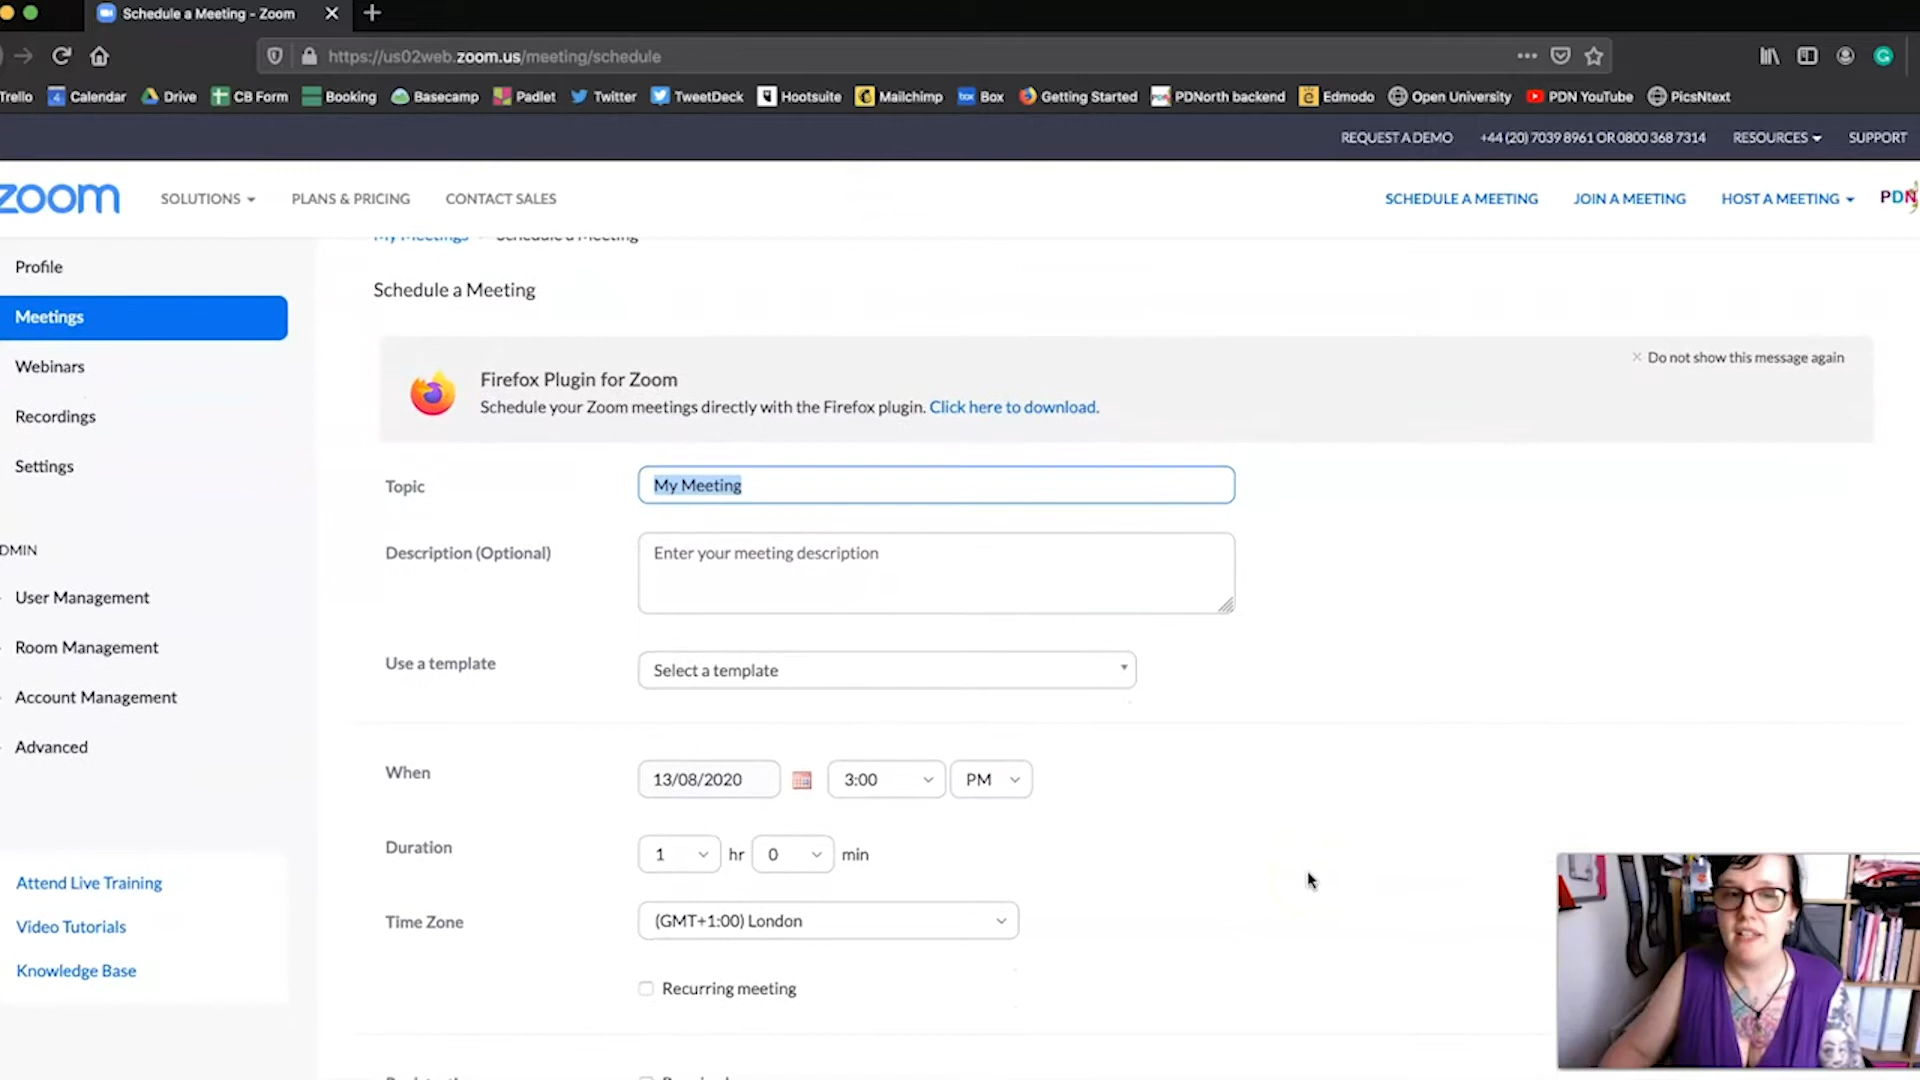 Schedule a Meeting - Zoom
https://us02web.zoom.us/meeting/schedule
Trello Calendar Drive CB Form Booking Basecamp Padlet Twitter TweetDeck Hootsuite Mailchimp Box Getting Started PDNorth backend Edmodo Open University PDN YouTube PicsNtext
REQUEST A DEMO +44 (20) 7039 8961 OR 0800 368 7314 RESOURCES SUPPORT
zoom SOLUTIONS PLANS & PRICING CONTACT SALES SCHEDULE A MEETING JOIN A MEETING HOST A MEETING PDN
My Meetings Schedule a Meeting
Profile
Schedule a Meeting
Meetings
Webinars
Recordings
Settings
DMIN
User Management
Room Management
Account Management
Advanced
Attend Live Training
Video Tutorials
Knowledge Base
Do not show this message again
Firefox Plugin for Zoom
Schedule your Zoom meetings directly with the Firefox plugin. Click here to download.
Topic My Meeting
Description (Optional) Enter your meeting description
Use a template Select a template
When 13/08/2020 3:00 PM
Duration 1 hr 0 min
Time Zone (GMT+1:00) London
Recurring meeting